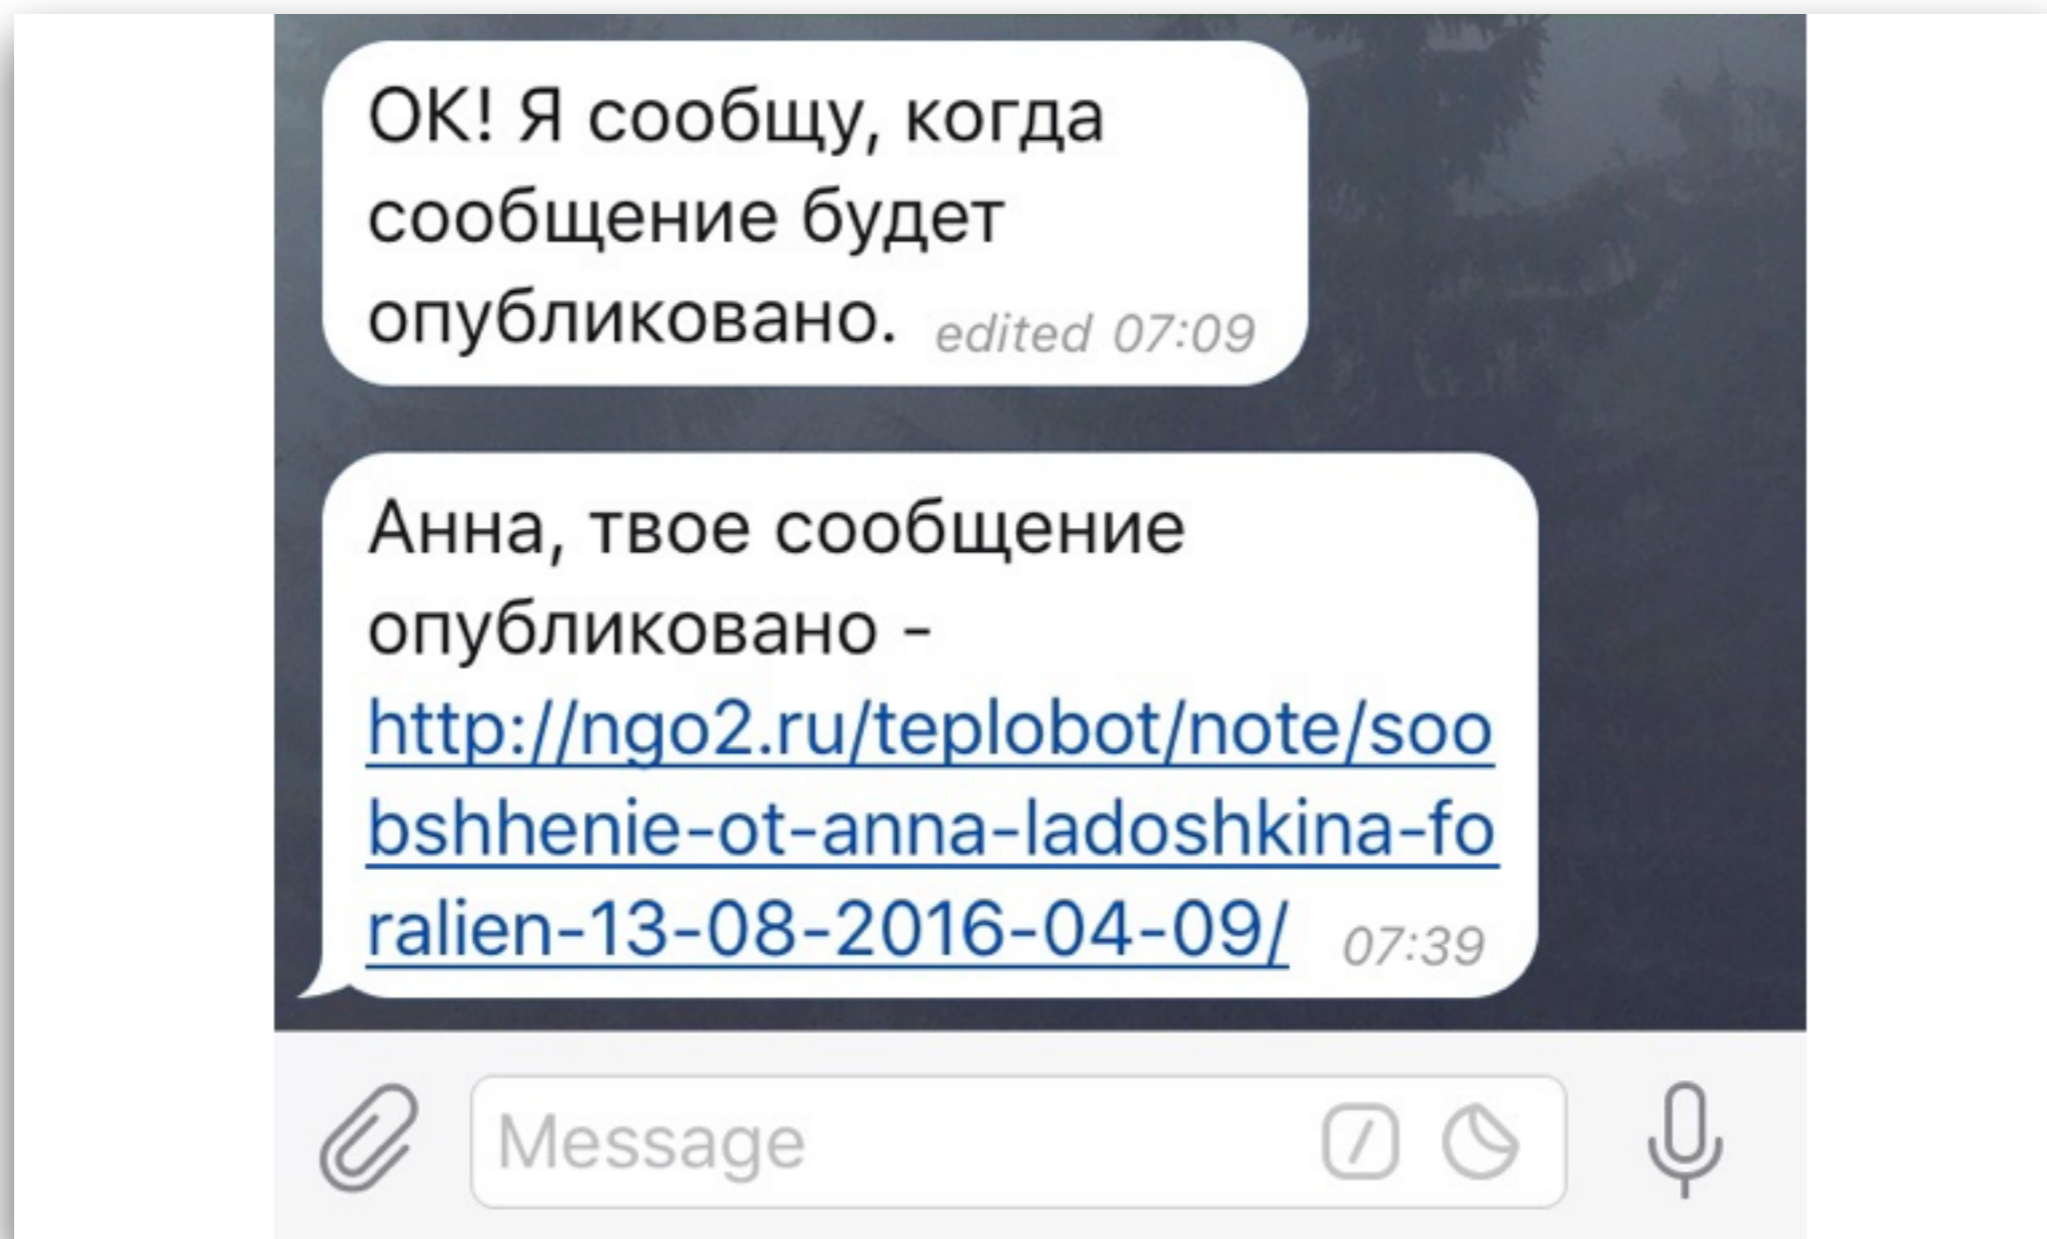 ОК! Я сообщу, когда
сообщение будет
опубликовано. edited 07:09
Анна, твое сообщение
опубликовано -
http://ngo2.ru/teplobot/note/soo
bshhenie-ot-anna-ladoshkina-fo
ralien-13-08-2016-04-09/ 07:39
Message